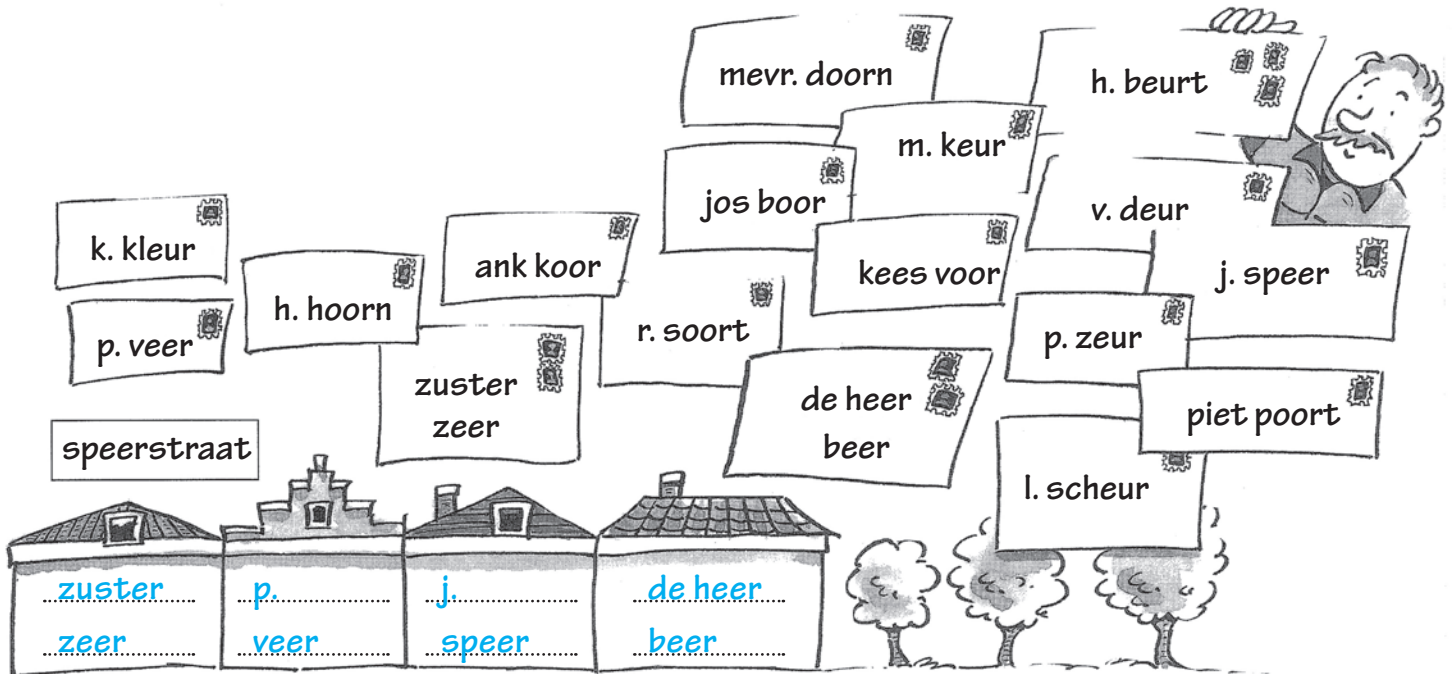 mevr. doorn
h. beurt
m. keur
jos boor
v. deur
k. kleur
ank koor
kees voor
j. speer
h. hoorn
p. veer
r. soort
p. zeur
zuster
zeer
de heer
beer
piet poort
speerstraat
l. scheur
zuster
zeer
p.
veer
j.
speer
de heer
beer